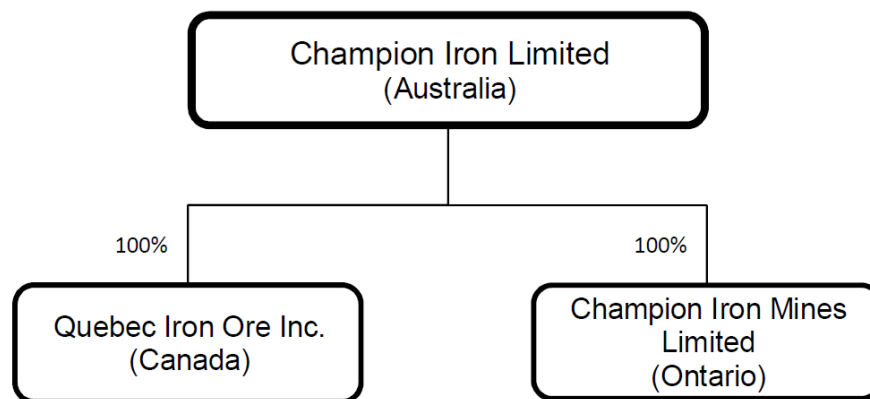 Champion Iron Limited
(Australia)
100%
100%
Quebec Iron Ore Inc.
(Canada)
Champion Iron Mines
Limited
(Ontario)